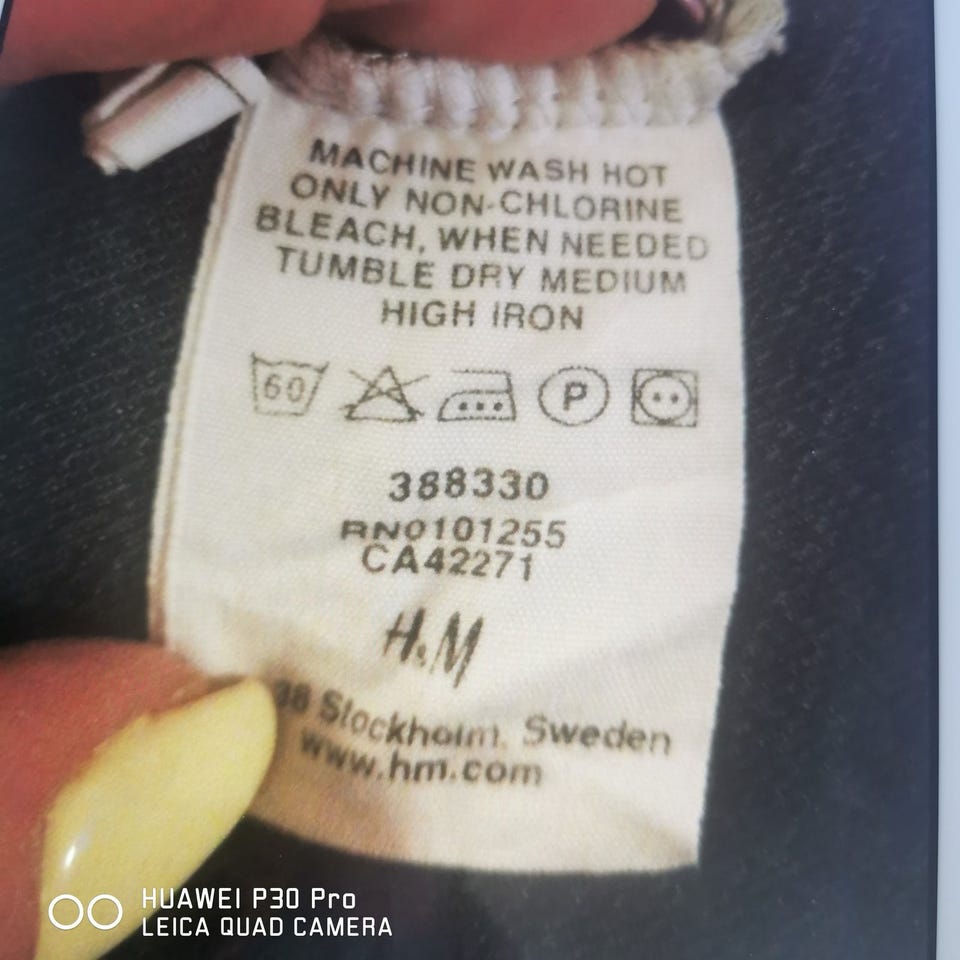 MACHINE WASH HOT
ONLY NON-CHLORINE
BLEACH, WHEN NEEDED
TUMBLE DRY MEDIUM
HIGH IRON
60 P
388330
RN0101255
CA42271
H&M
38 Stockholm, Sweden
www.hm.com
HUAWEI P30 Pro
LEICA QUAD CAMERA